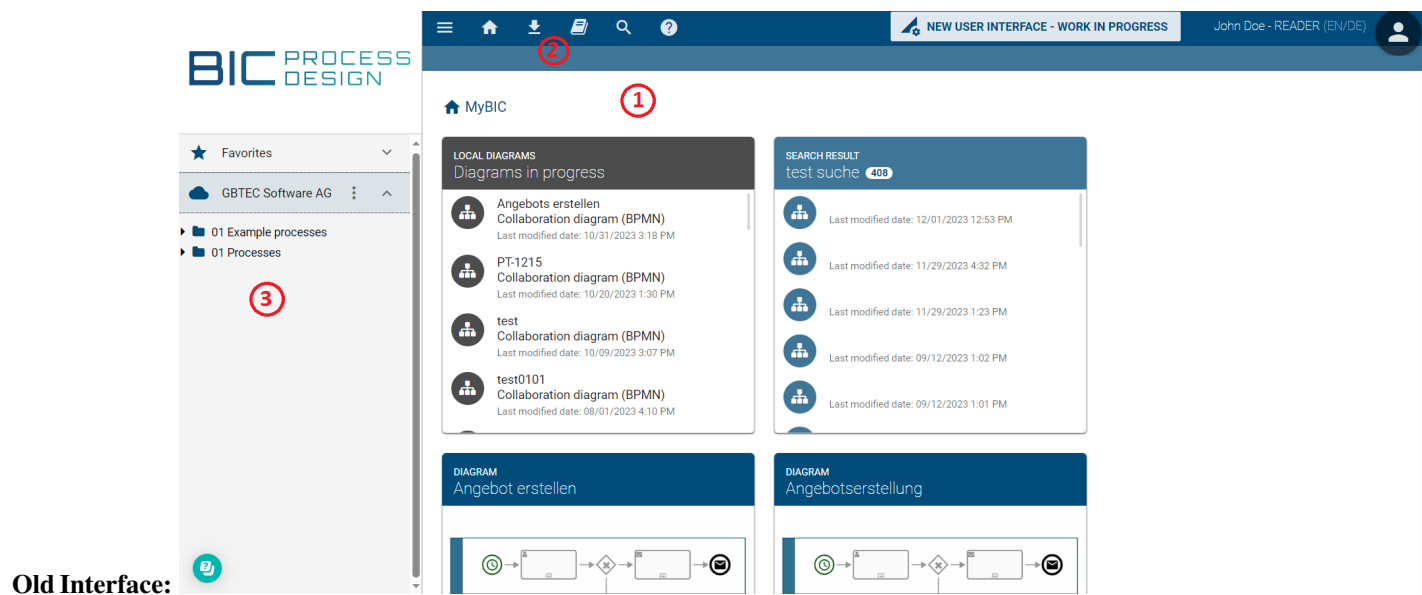 NEW USER INTERFACE - WORK IN PROGRESS
John Doe - READER (EN/DE)
2
BIC PROCESS
DESIGN
MyBIC
1
Favorites
GBTEC Software AG
01 Example processes
01 Processes
3
LOCAL DIAGRAMS
Diagrams in progress
Angebots erstellen
Collaboration diagram (BPMN)
Last modified date: 10/31/2023 3:18 PM
PT-1215
Collaboration diagram (BPMN)
Last modified date: 10/20/2023 1:30 PM
test
Collaboration diagram (BPMN)
Last modified date: 10/09/2023 3:07 PM
test0101
Collaboration diagram (BPMN)
Last modified date: 08/01/2023 4:10 PM
SEARCH RESULT
test suche 408
Last modified date: 12/01/2023 12:53 PM
Last modified date: 11/29/2023 4:32 PM
Last modified date: 11/29/2023 1:23 PM
Last modified date: 09/12/2023 1:02 PM
Last modified date: 09/12/2023 1:01 PM
DIAGRAM
Angebot erstellen
DIAGRAM
Angebotserstellung
Old Interface: